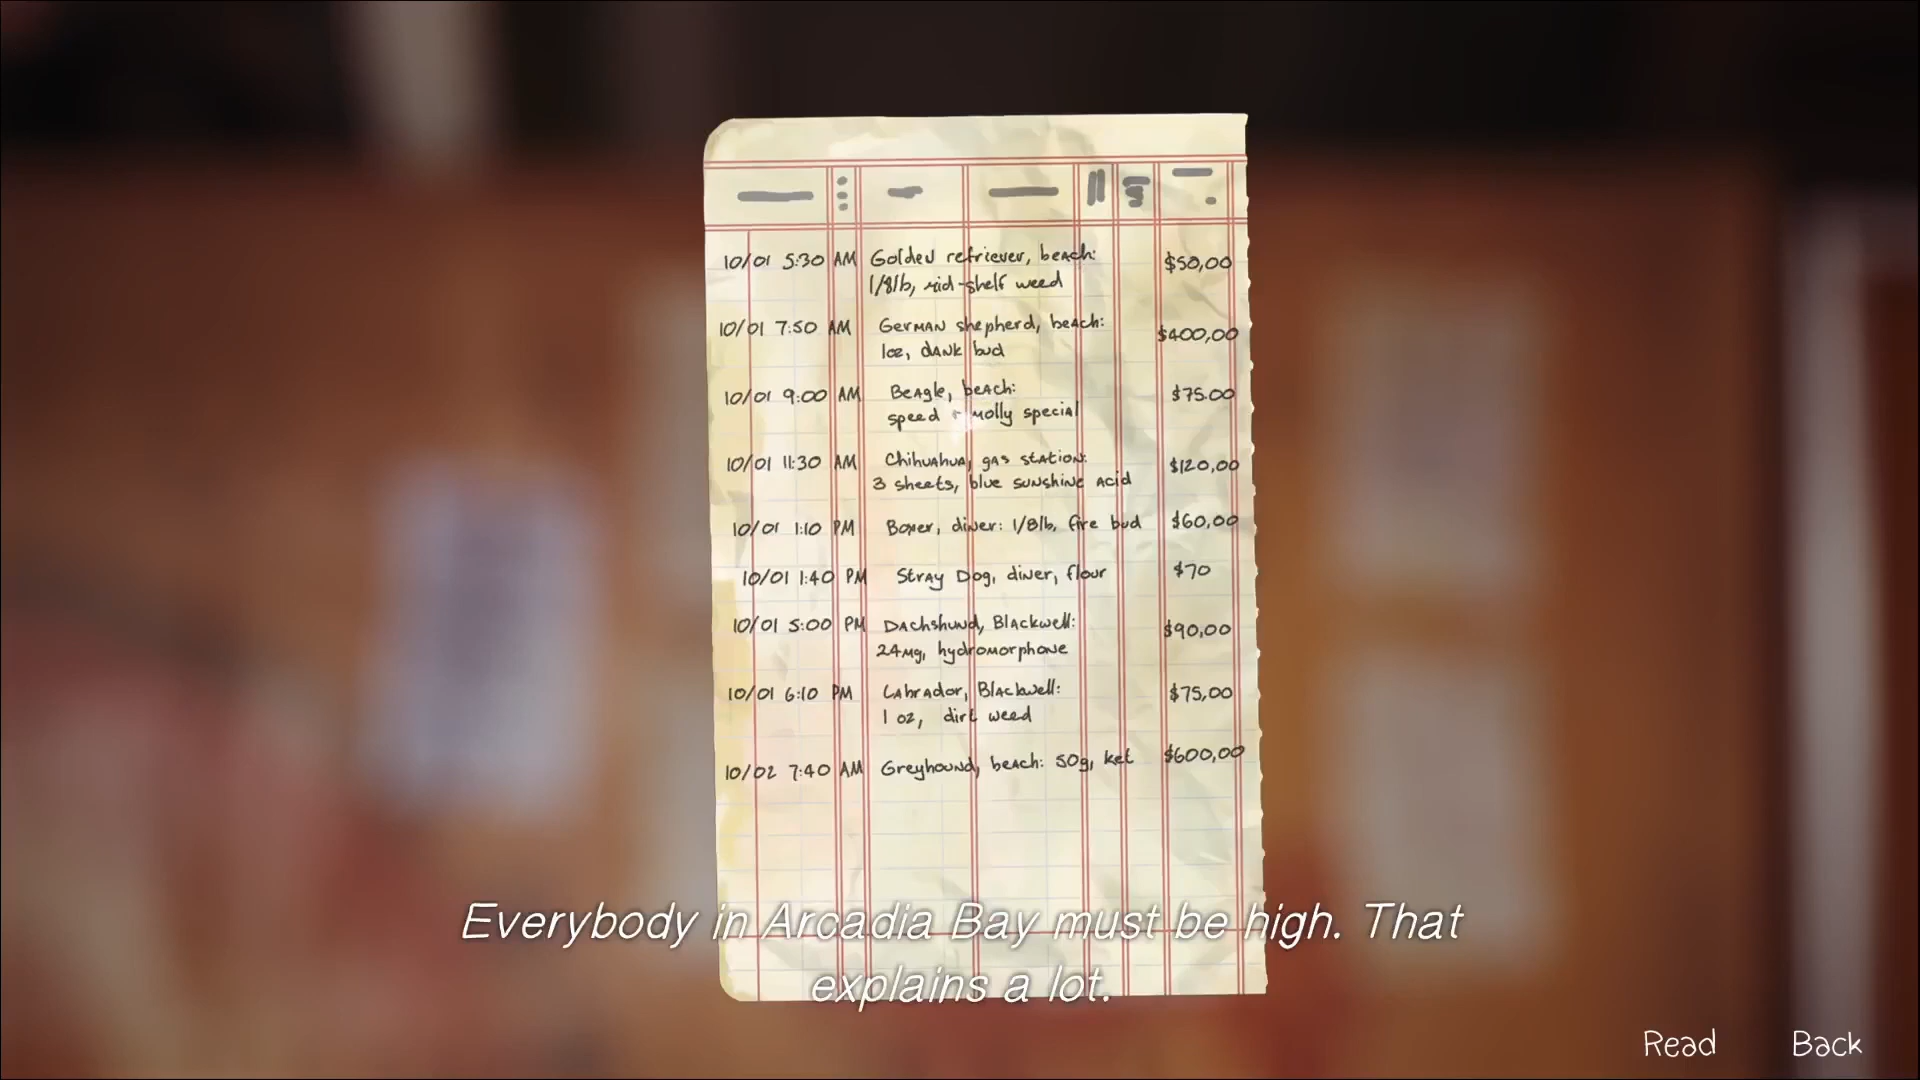 10/01 5:30 AM Golden retriever, beach: $50,00
1/8lb, mid-shelf weed
10/01 7:50 AM German shepherd, beach: $400,00
1oz, dank bud
10/01 9:00 AM Beagle, beach: $75.00
speed + molly special
10/01 11:30 AM Chihuahua, gas station: $120,00
3 sheets, blue sunshine acid
10/01 1:10 PM Boxer, diner: 1/8lb, fire bud $60,00
10/01 1:40 PM Stray Dog, diner, flour $70
10/01 5:00 PM Dachshund, Blackwell: $90,00
24mg, hydromorphone
10/01 6:10 PM Labrador, Blackwell: $75,00
1 oz, dirt weed
10/02 7:40 AM Greyhound, beach: 50g, ket $600,00
Everybody in Arcadia Bay must be high. That
explains a lot.
Read Back